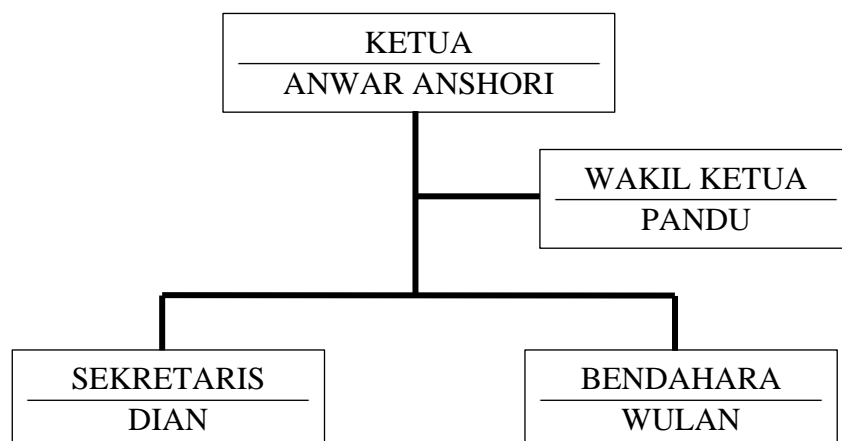 KETUA
ANWAR ANSHORI
WAKIL KETUA
PANDU
SEKRETARIS
DIAN
BENDAHARA
WULAN